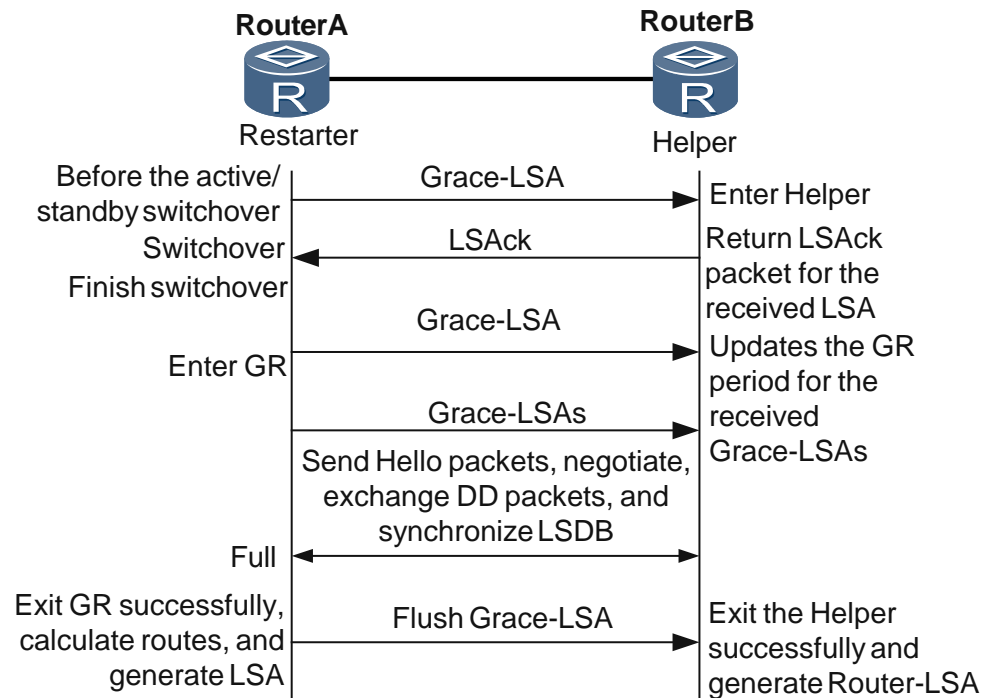 RouterA
RouterB
R
R
Restarter
Helper
Before the active/
standby switchover
Grace-LSA
Enter Helper
Switchover
LSAck
Return LSAck
packet for the
received LSA
Finish switchover
Grace-LSA
Enter GR
Updates the GR
period for the
received
Grace-LSAs
Grace-LSAs
Send Hello packets, negotiate,
exchange DD packets, and
synchronize LSDB
Full
Exit GR successfully,
calculate routes, and
generate LSA
Flush Grace-LSA
Exit the Helper
successfully and
generate Router-LSA